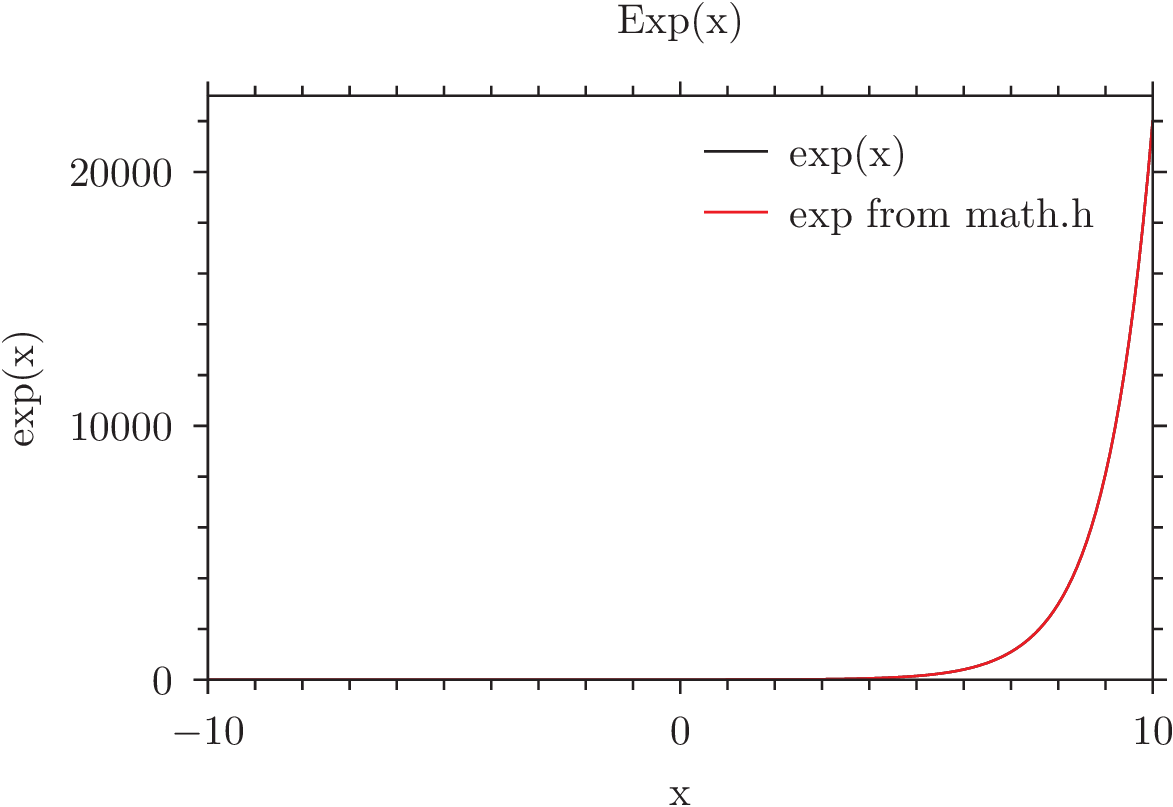 Exp(x)
exp(x)
exp from math.h
20000
10000
0
exp(x)
−10
0
10
x